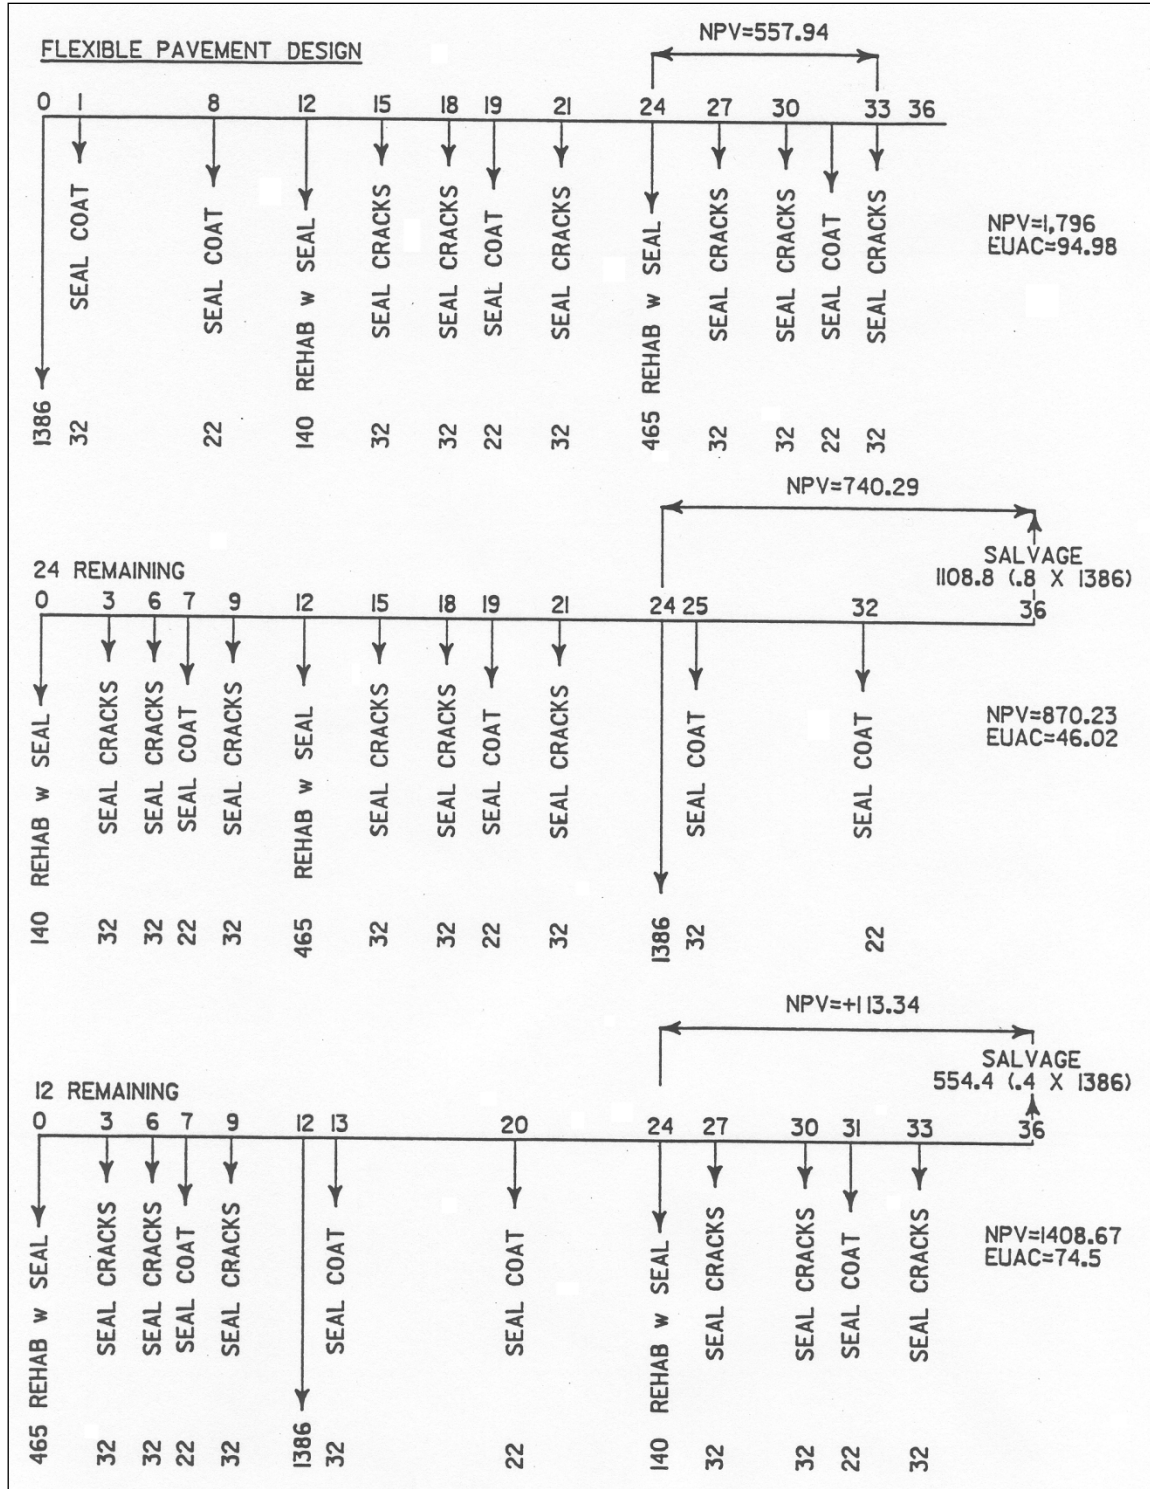 NPV=557.94
FLEXIBLE PAVEMENT DESIGN
0 1 8 12 15 18 19 21 24 27 30 33 36
SEAL COAT
SEAL COAT
REHAB w SEAL
SEAL CRACKS
SEAL CRACKS
SEAL COAT
SEAL CRACKS
REHAB w SEAL
SEAL CRACKS
SEAL CRACKS
SEAL COAT
SEAL CRACKS
NPV=1,796
EUAC=94.98
1386 32 22 140 32 32 22 32 465 32 32 22 32
NPV=740.29
SALVAGE
1108.8 (.8 X 1386)
24 REMAINING
0 3 6 7 9 12 15 18 19 21 24 25 32 36
REHAB w SEAL
SEAL CRACKS
SEAL CRACKS
SEAL COAT
SEAL CRACKS
REHAB w SEAL
SEAL CRACKS
SEAL CRACKS
SEAL COAT
SEAL CRACKS
SEAL COAT
SEAL COAT
NPV=870.23
EUAC=46.02
140 32 32 22 32 465 32 32 22 32 1386 32 22
NPV=+113.34
SALVAGE
554.4 (.4 X 1386)
12 REMAINING
0 3 6 7 9 12 13 20 24 27 30 31 33 36
REHAB w SEAL
SEAL CRACKS
SEAL CRACKS
SEAL COAT
SEAL CRACKS
SEAL COAT
SEAL COAT
REHAB w SEAL
SEAL CRACKS
SEAL CRACKS
SEAL COAT
SEAL CRACKS
NPV=1408.67
EUAC=74.5
465 32 32 22 32 1386 32 22 140 32 32 22 32